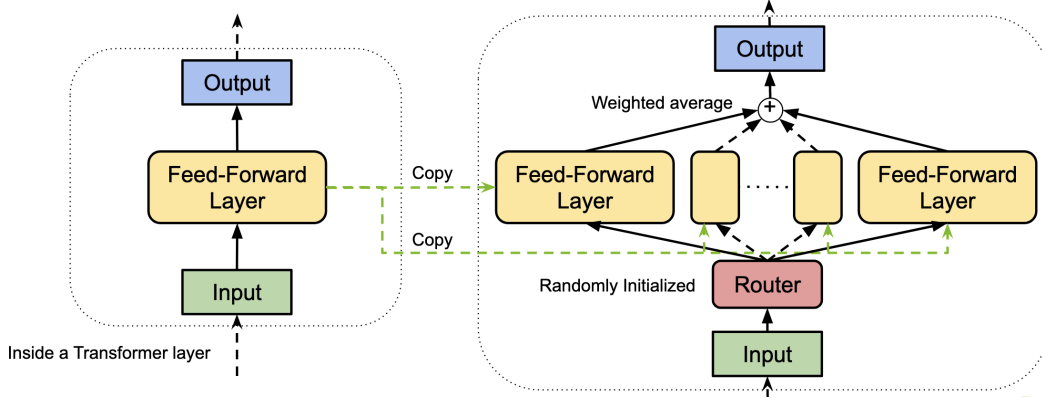 Output
Feed-Forward
Layer
Input
Inside a Transformer layer
Copy
Copy
Output
Weighted average
+
Feed-Forward
Layer
Feed-Forward
Layer
Randomly Initialized
Router
Input